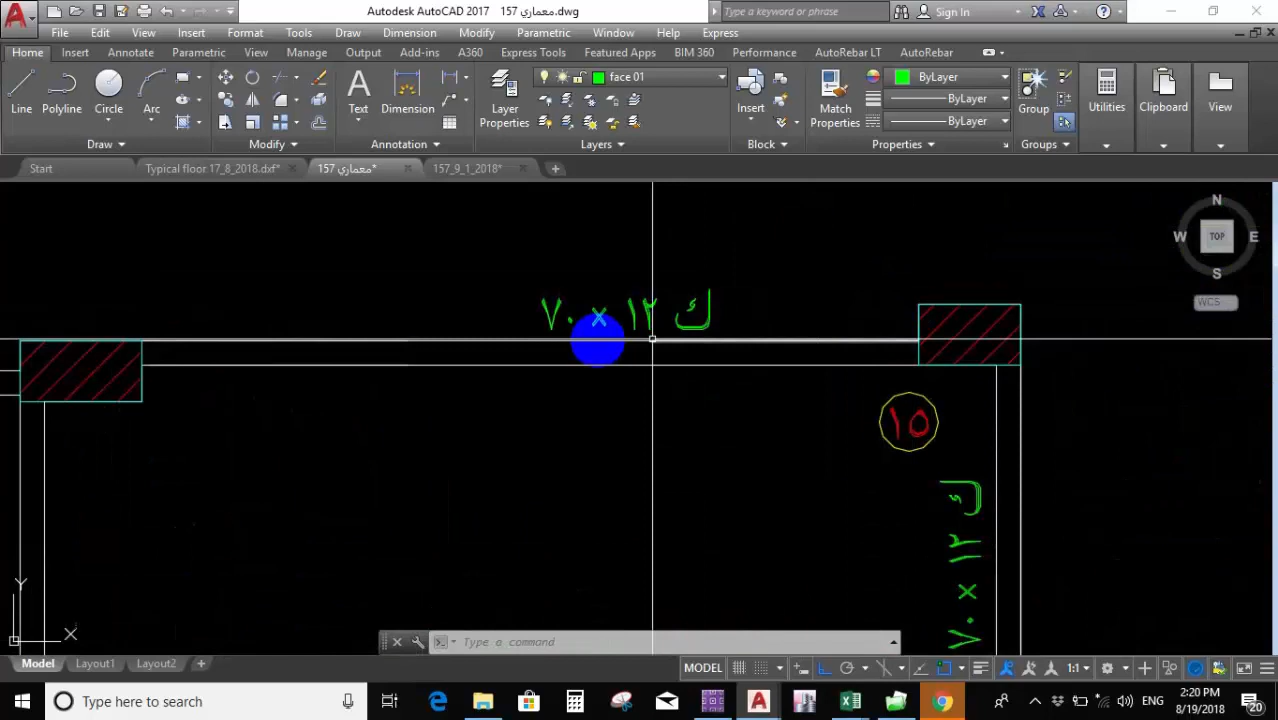 Autodesk AutoCAD 2017 معماري 157.dwg
Type a keyword or phrase
Sign In
File Edit View Insert Format Tools Draw Dimension Modify Parametric Window Help Express
Home Insert Annotate Parametric View Manage Output Add-ins A360 Express Tools Featured Apps BIM 360 Performance AutoRebar LT AutoRebar
face 01
ByLayer
ByLayer
ByLayer
Line Polyline Circle Arc
Text Dimension
Layer Properties
Insert
Match Properties
Group
Utilities
Clipboard
View
Draw Modify Annotation Layers Block Properties Groups
Start Typical floor 17_8_2018.dxf* معماري 157* 157_9_1_2018*
N
W TOP E
S
WCS
ك ١٢ × ٧٠
١٥
ك ١٢ × ٧٠
Y
X
Type a command
Model Layout1 Layout2
MODEL
1:1
Type here to search
ENG
2:20 PM
8/19/2018
20